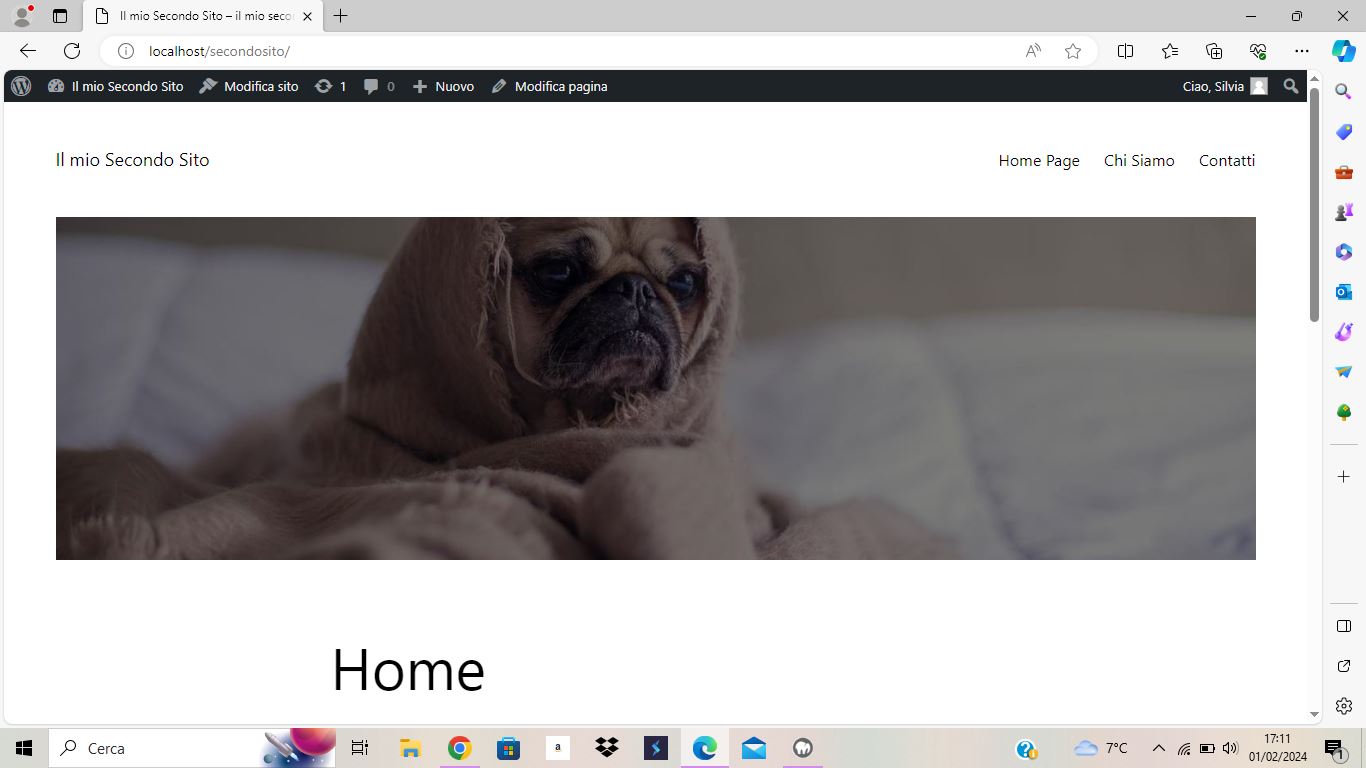 Il mio Secondo Sito – il mio secon
localhost/secondosito/
Il mio Secondo Sito Modifica sito 1 0 Nuovo Modifica pagina Ciao, Silvia
Il mio Secondo Sito Home Page Chi Siamo Contatti
Home
Cerca a 7°C 17:11
01/02/2024 1